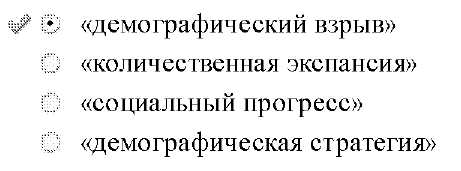 «демографический взрыв»
«количественная экспансия»
«социальный прогресс»
«демографическая стратегия»